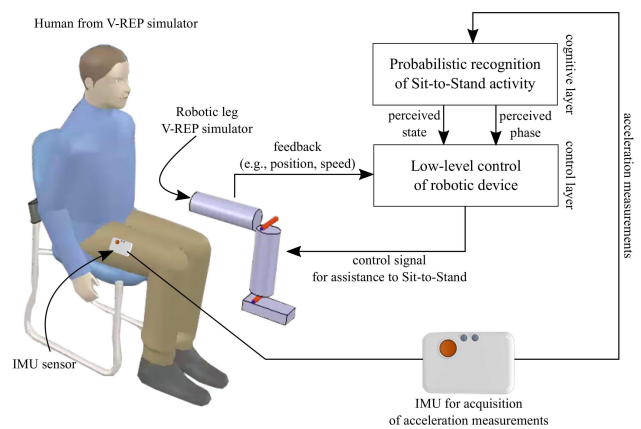 Human from V-REP simulator
Robotic leg
V-REP simulator
feedback
(e.g., position, speed)
Probabilistic recognition
of Sit-to-Stand activity
cognitive layer
perceived
state
perceived
phase
Low-level control
of robotic device
control layer
acceleration measurements
control signal
for assistance to Sit-to-Stand
IMU sensor
IMU for acquisition
of acceleration measurements